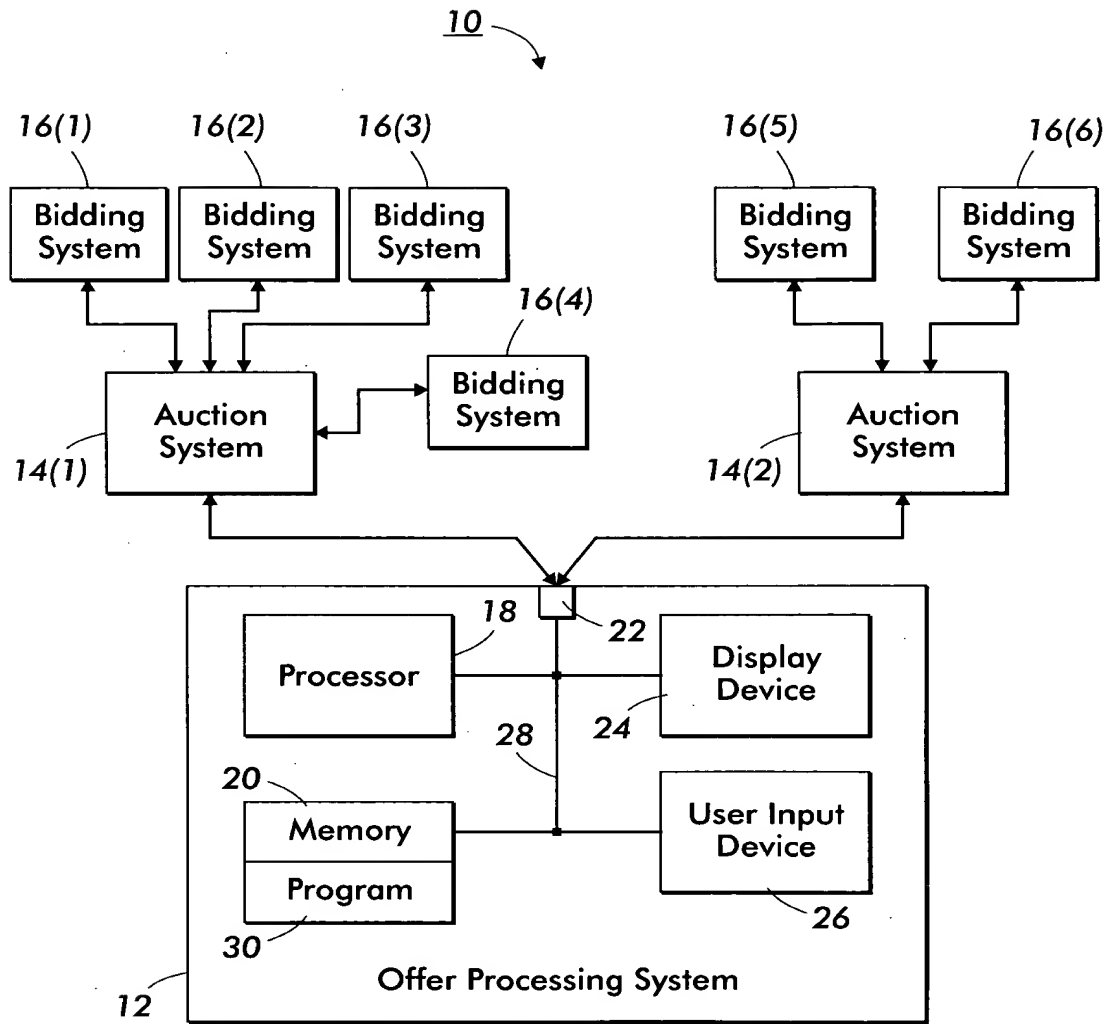 10
16(1)
16(2)
16(3)
16(5)
16(6)
Bidding
System
Bidding
System
Bidding
System
Bidding
System
Bidding
System
16(4)
Bidding
System
Auction
System
14(1)
Auction
System
14(2)
18
22
Processor
Display
Device
24
28
20
Memory
Program
30
User Input
Device
26
Offer Processing System
12